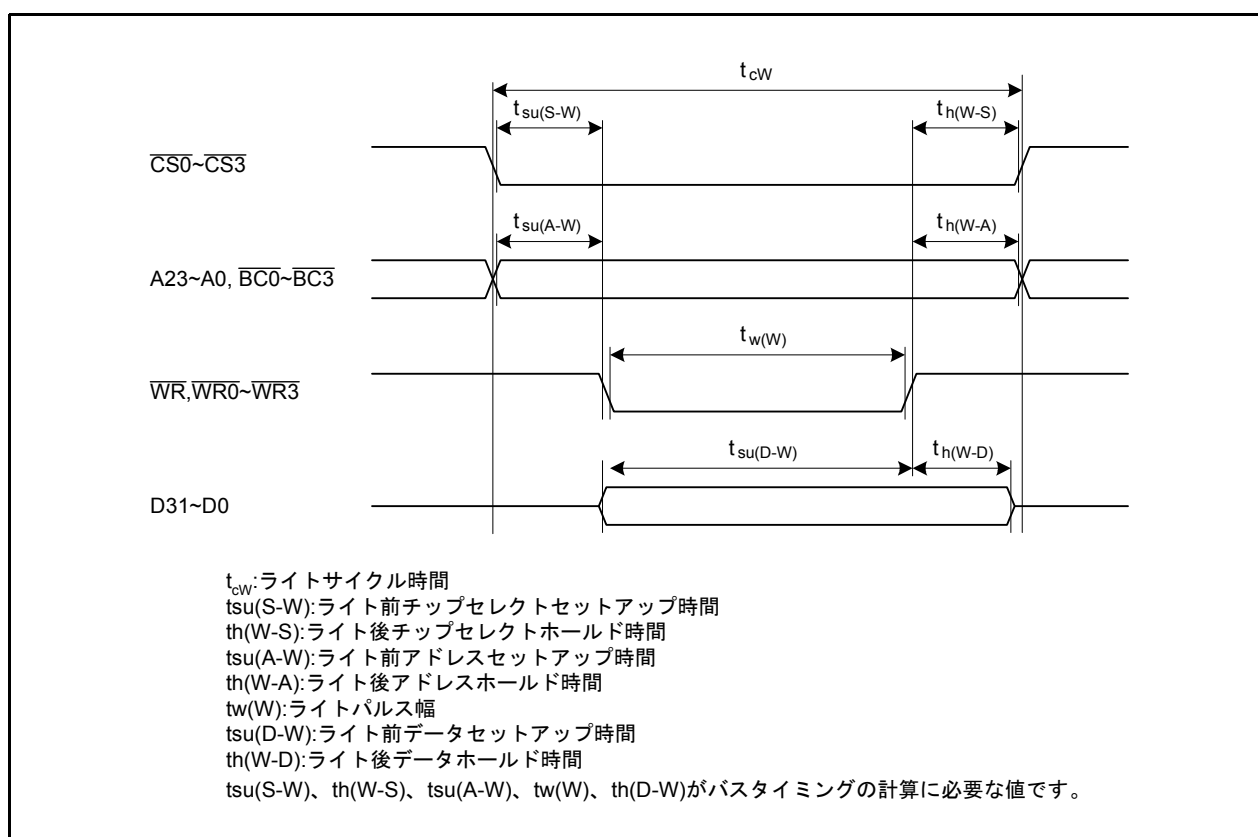 tcW
tsu(S-W) th(W-S)
CS0~CS3
tsu(A-W) th(W-A)
A23~A0, BC0~BC3
tw(W)
WR,WR0~WR3
tsu(D-W) th(W-D)
D31~D0
tcW:ライトサイクル時間
tsu(S-W):ライト前チップセレクトセットアップ時間
th(W-S):ライト後チップセレクトホールド時間
tsu(A-W):ライト前アドレスセットアップ時間
th(W-A):ライト後アドレスホールド時間
tw(W):ライトパルス幅
tsu(D-W):ライト前データセットアップ時間
th(W-D):ライト後データホールド時間
tsu(S-W)、th(W-S)、tsu(A-W)、tw(W)、th(D-W)がバスタイミングの計算に必要な値です。